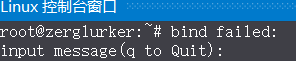 Linux 控制台窗口
root@zerglurker:~# bind failed:
input message(q to Quit):